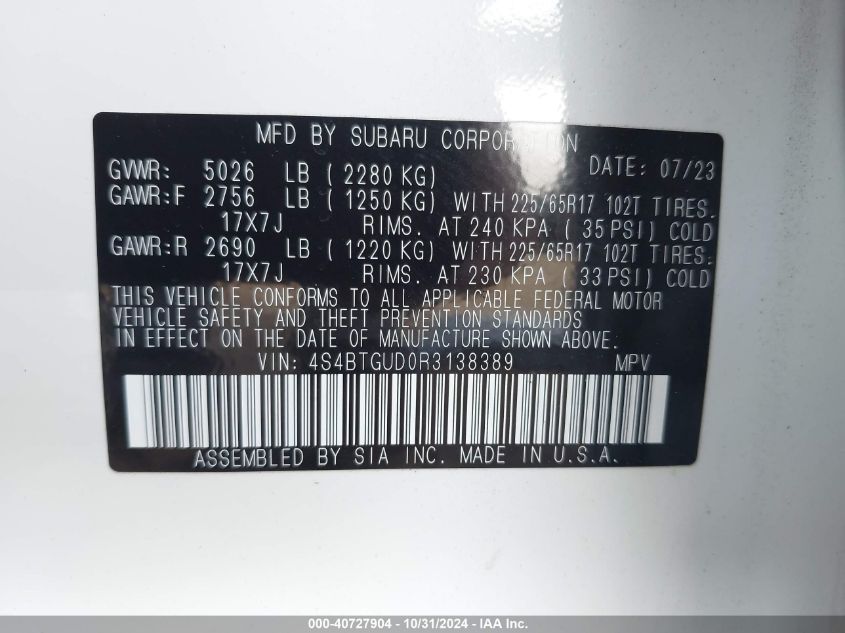 MFD BY SUBARU CORPORATION
GVWR: 5026 LB ( 2280 KG) DATE: 07/23
GAWR:F 2756 LB ( 1250 KG) WITH 225/65R17 102T TIRES.
17X7J RIMS. AT 240 KPA ( 35 PSI) COLD
GAWR:R 2690 LB ( 1220 KG) WITH 225/65R17 102T TIRES.
17X7J RIMS. AT 230 KPA ( 33 PSI) COLD
THIS VEHICLE CONFORMS TO ALL APPLICABLE FEDERAL MOTOR
VEHICLE SAFETY AND THEFT PREVENTION STANDARDS
IN EFFECT ON THE DATE OF MANUFACTURE SHOWN ABOVE.
VIN: 4S4BTGUD0R3138389 MPV
ASSEMBLED BY SIA INC. MADE IN U.S.A.
000-40727904 - 10/31/2024 - IAA Inc.